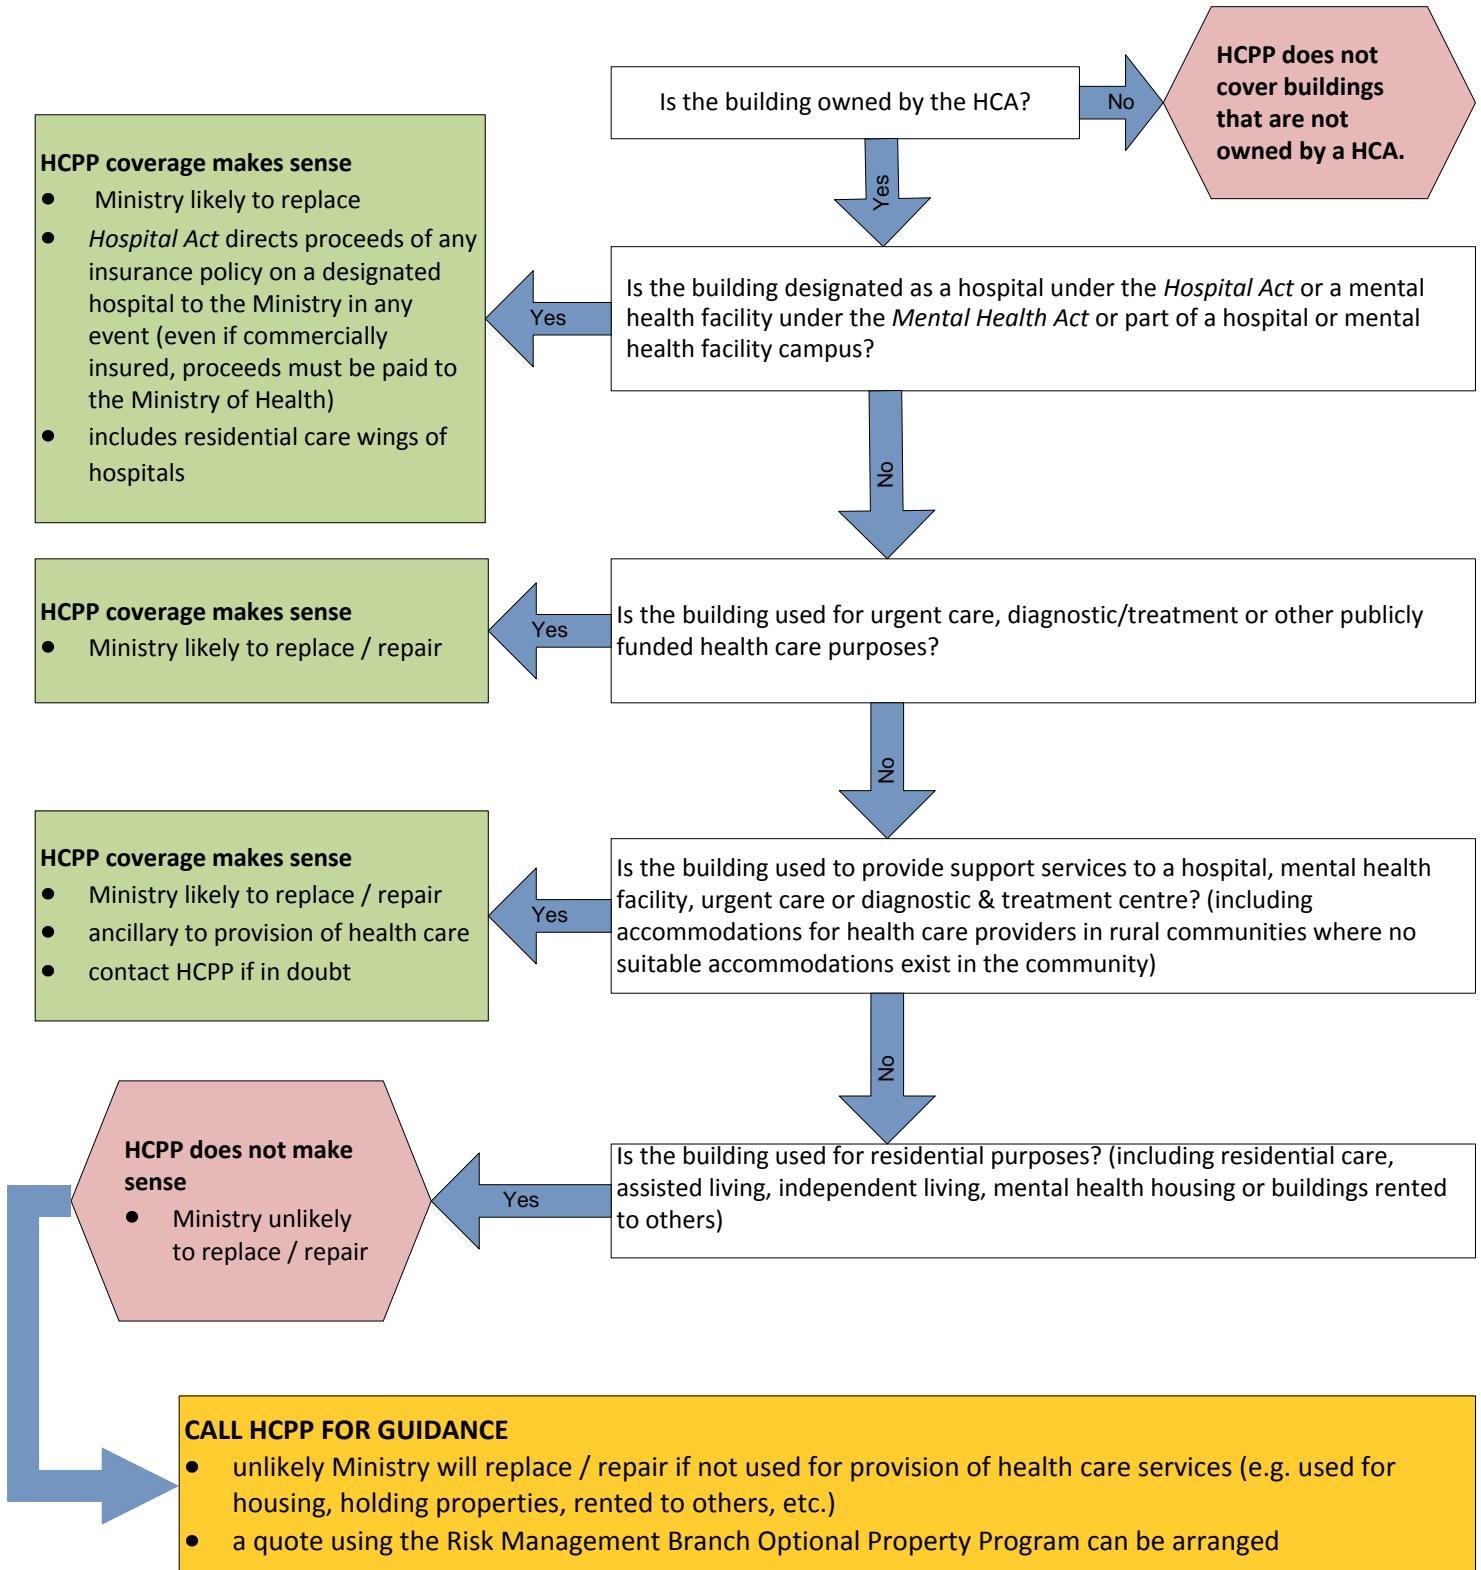 Is the building owned by the HCA?
No
HCPP does not
cover buildings
that are not
owned by a HCA.
Yes
Is the building designated as a hospital under the Hospital Act or a mental
health facility under the Mental Health Act or part of a hospital or mental
health facility campus?
Yes
HCPP coverage makes sense
● Ministry likely to replace
● Hospital Act directs proceeds of any
insurance policy on a designated
hospital to the Ministry in any
event (even if commercially
insured, proceeds must be paid to
the Ministry of Health)
● includes residential care wings of
hospitals
No
Is the building used for urgent care, diagnostic/treatment or other publicly
funded health care purposes?
Yes
HCPP coverage makes sense
● Ministry likely to replace / repair
No
Is the building used to provide support services to a hospital, mental health
facility, urgent care or diagnostic & treatment centre? (including
accommodations for health care providers in rural communities where no
suitable accommodations exist in the community)
Yes
HCPP coverage makes sense
● Ministry likely to replace / repair
● ancillary to provision of health care
● contact HCPP if in doubt
No
Is the building used for residential purposes? (including residential care,
assisted living, independent living, mental health housing or buildings rented
to others)
Yes
HCPP does not make
sense
● Ministry unlikely
to replace / repair
CALL HCPP FOR GUIDANCE
● unlikely Ministry will replace / repair if not used for provision of health care services (e.g. used for
housing, holding properties, rented to others, etc.)
● a quote using the Risk Management Branch Optional Property Program can be arranged